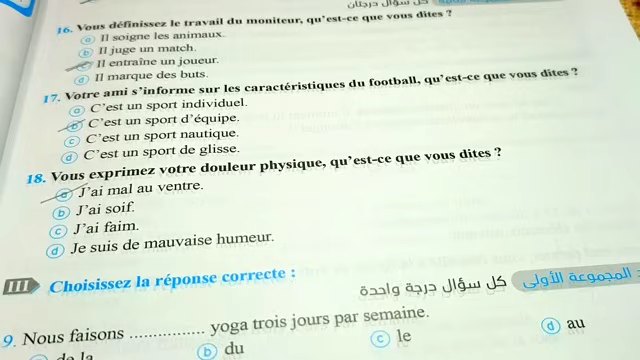 16. Vous définissez le travail du moniteur, qu'est-ce que vous dites ?
a Il soigne les animaux.
b Il juge un match.
c Il entraîne un joueur.
d Il marque des buts.
17. Votre ami s'informe sur les caractéristiques du football, qu'est-ce que vous dites ?
a C'est un sport individuel.
b C'est un sport d'équipe.
c C'est un sport nautique.
d C'est un sport de glisse.
18. Vous exprimez votre douleur physique, qu'est-ce que vous dites ?
a J'ai mal au ventre.
b J'ai soif.
c J'ai faim.
d Je suis de mauvaise humeur.
III Choisissez la réponse correcte :
المجموعة الأولى كل سؤال درجة واحدة
9. Nous faisons ................ yoga trois jours par semaine.
de la b du c le d au